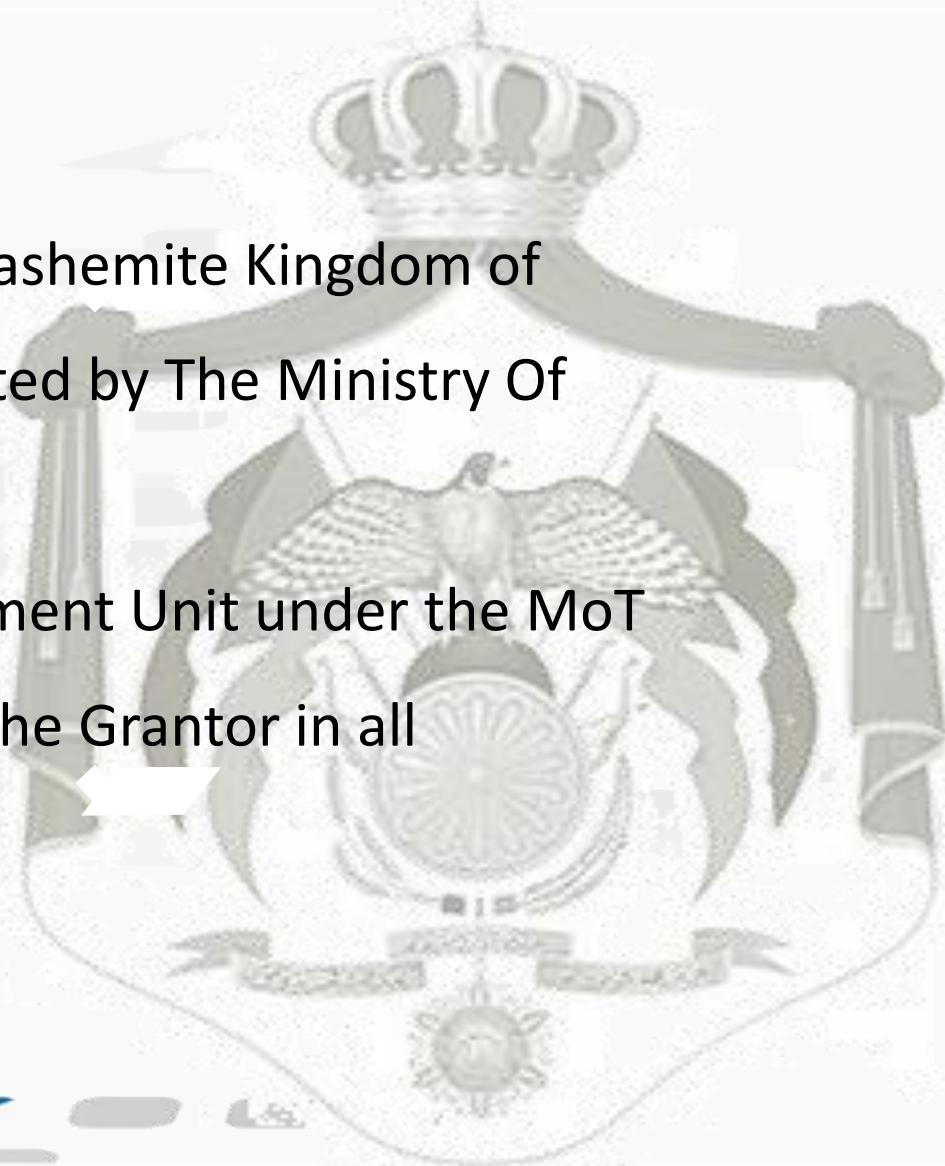 ashemite Kingdom of
ted by The Ministry Of
ment Unit under the MoT
he Grantor in all